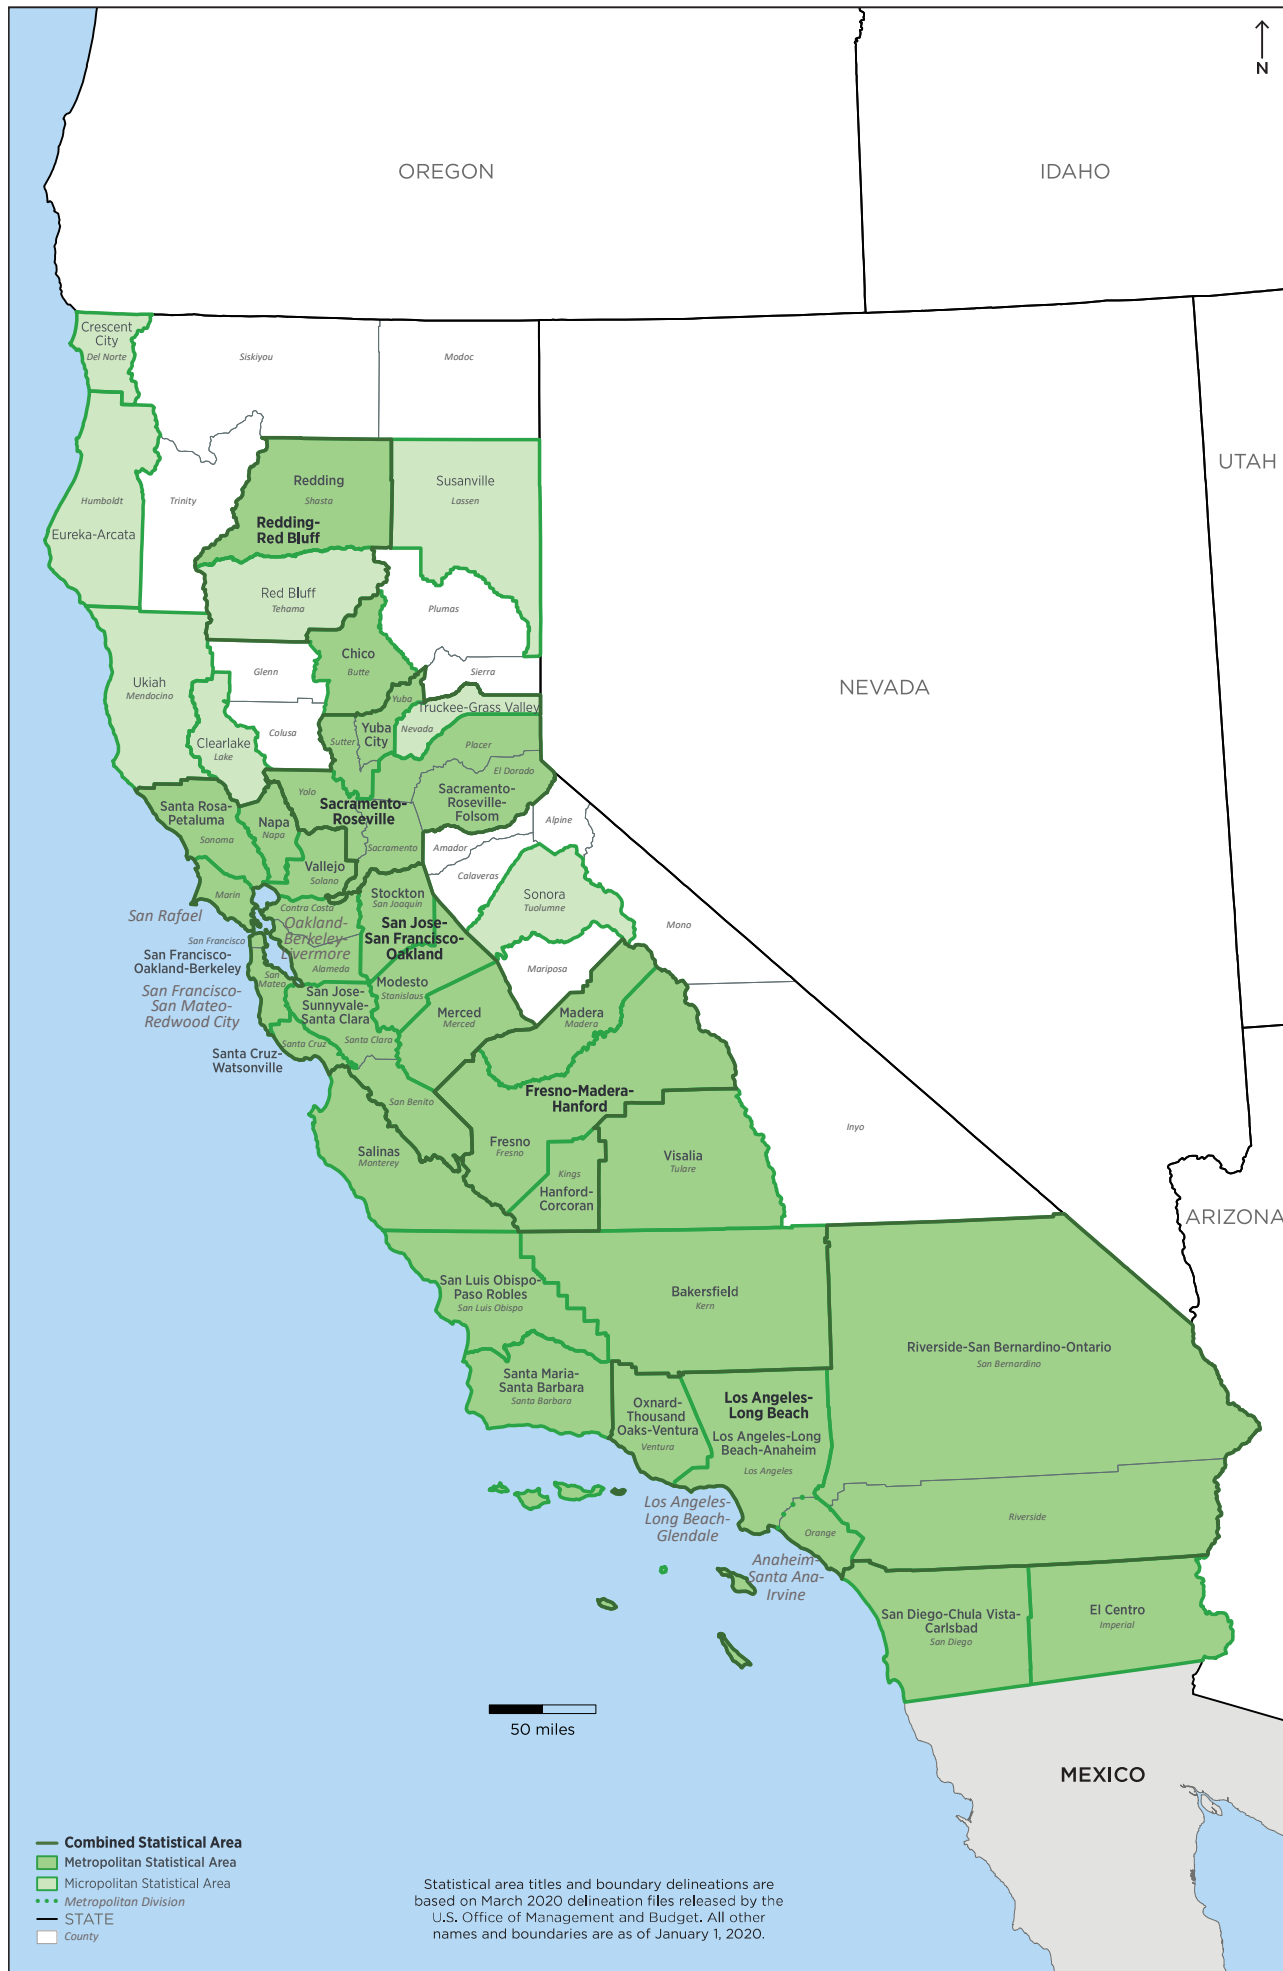 N
OREGON
IDAHO
Crescent
City
Del Norte
Siskiyou
Modoc
UTAH
Redding
Shasta
Susanville
Lassen
Humboldt
Trinity
Redding-
Red Bluff
Eureka-Arcata
Red Bluff
Tehama
Plumas
Chico
Butte
Glenn
Sierra
Ukiah
Mendocino
NEVADA
Yuba
Truckee-Grass Valley
Nevada
Yuba
City
Sutter
Colusa
Clearlake
Lake
Placer
El Dorado
Yolo
Sacramento-
Roseville
Sacramento-
Roseville-
Folsom
Santa Rosa-
Petaluma
Sonoma
Napa
Napa
Alpine
Sacramento
Amador
Vallejo
Solano
Calaveras
Marin
Stockton
San Joaquin
Sonora
Tuolumne
San Rafael
Contra Costa
Oakland-
Berkeley-
Livermore
Alameda
San Jose-
San Francisco-
Oakland
Mono
San Francisco
San Francisco-
Oakland-Berkeley
Mariposa
San
Mateo
Modesto
Stanislaus
San Francisco-
San Mateo-
Redwood City
San Jose-
Sunnyvale-
Santa Clara
Merced
Merced
Madera
Madera
Santa Cruz
Santa Clara
Santa Cruz-
Watsonville
San Benito
Fresno-Madera-
Hanford
Inyo
Salinas
Monterey
Fresno
Fresno
Visalia
Tulare
Kings
Hanford-
Corcoran
ARIZONA
San Luis Obispo-
Paso Robles
San Luis Obispo
Bakersfield
Kern
Riverside-San Bernardino-Ontario
San Bernardino
Santa Maria-
Santa Barbara
Santa Barbara
Oxnard-
Thousand
Oaks-Ventura
Ventura
Los Angeles-
Long Beach
Los Angeles-Long
Beach-Anaheim
Los Angeles
Los Angeles-
Long Beach-
Glendale
Orange
Riverside
Anaheim-
Santa Ana-
Irvine
San Diego-Chula Vista-
Carlsbad
San Diego
El Centro
Imperial
50 miles
MEXICO
Combined Statistical Area
Metropolitan Statistical Area
Micropolitan Statistical Area
Metropolitan Division
STATE
County
Statistical area titles and boundary delineations are
based on March 2020 delineation files released by the
U.S. Office of Management and Budget. All other
names and boundaries are as of January 1, 2020.